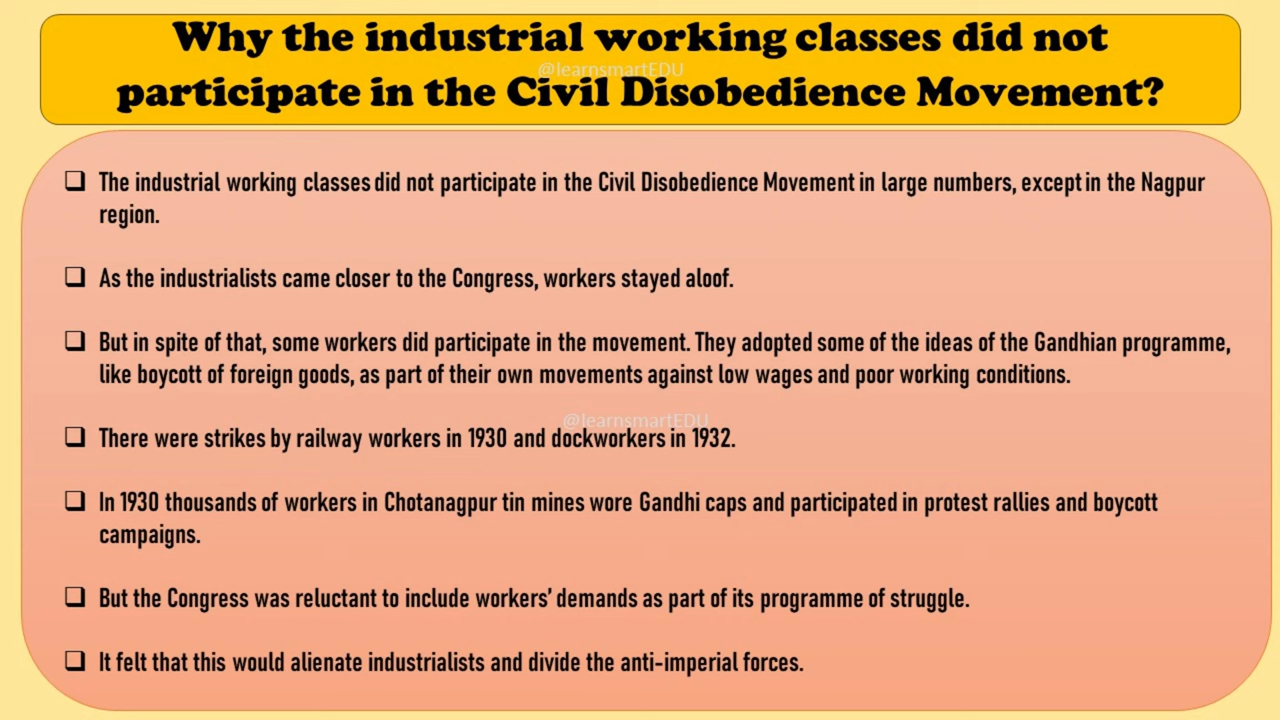 Why the industrial working classes did not
@learnsmartEDU
participate in the Civil Disobedience Movement?
The industrial working classes did not participate in the Civil Disobedience Movement in large numbers, except in the Nagpur
region.
As the industrialists came closer to the Congress, workers stayed aloof.
But in spite of that, some workers did participate in the movement. They adopted some of the ideas of the Gandhian programme,
like boycott of foreign goods, as part of their own movements against low wages and poor working conditions.
@learnsmartEDU
There were strikes by railway workers in 1930 and dockworkers in 1932.
In 1930 thousands of workers in Chotanagpur tin mines wore Gandhi caps and participated in protest rallies and boycott
campaigns.
But the Congress was reluctant to include workers' demands as part of its programme of struggle.
It felt that this would alienate industrialists and divide the anti-imperial forces.